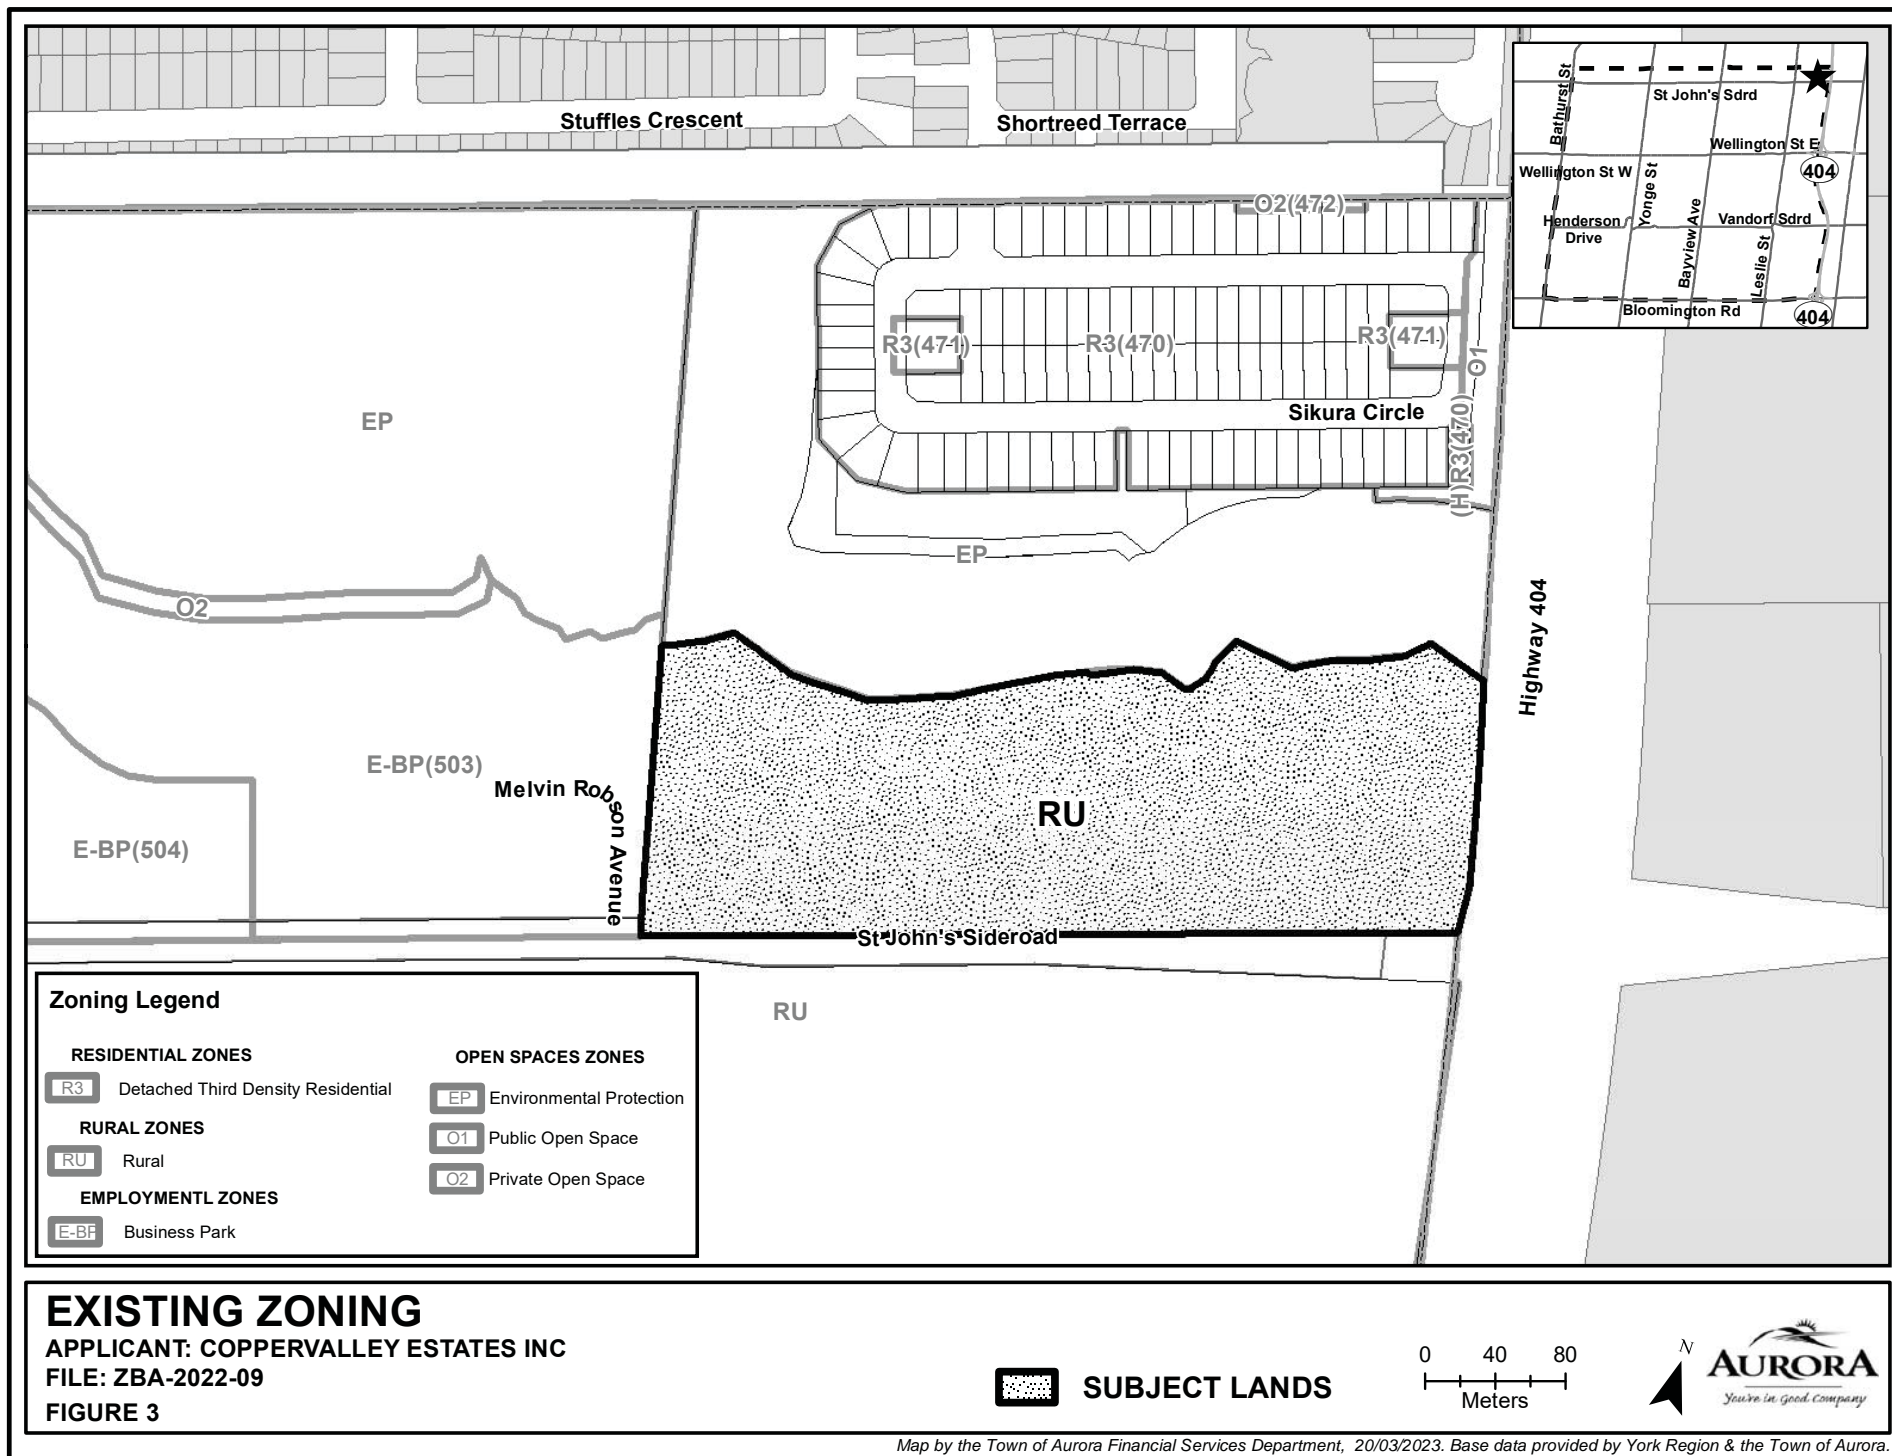 Stuffles Crescent
Shortreed Terrace
Bathurst St
St John's Sdrd
Wellington St E
404
Wellington St W
Yonge St
Henderson
Drive
Bayview Ave
Vandorf Sdrd
Leslie St
Bloomington Rd
404
O2(472)
R3(471)
R3(470)
R3(471)
O1
Sikura Circle
(H)R3(470)
EP
EP
O2
Highway 404
E-BP(503)
Melvin Robson Avenue
RU
E-BP(504)
St John's Sideroad
RU
Zoning Legend
RESIDENTIAL ZONES
R3 Detached Third Density Residential
RURAL ZONES
RU Rural
EMPLOYMENTL ZONES
E-BP Business Park
OPEN SPACES ZONES
EP Environmental Protection
O1 Public Open Space
O2 Private Open Space
EXISTING ZONING
APPLICANT: COPPERVALLEY ESTATES INC
FILE: ZBA-2022-09
FIGURE 3
SUBJECT LANDS
0 40 80
Meters
N
AURORA
You're in Good Company
Map by the Town of Aurora Financial Services Department, 20/03/2023. Base data provided by York Region & the Town of Aurora.